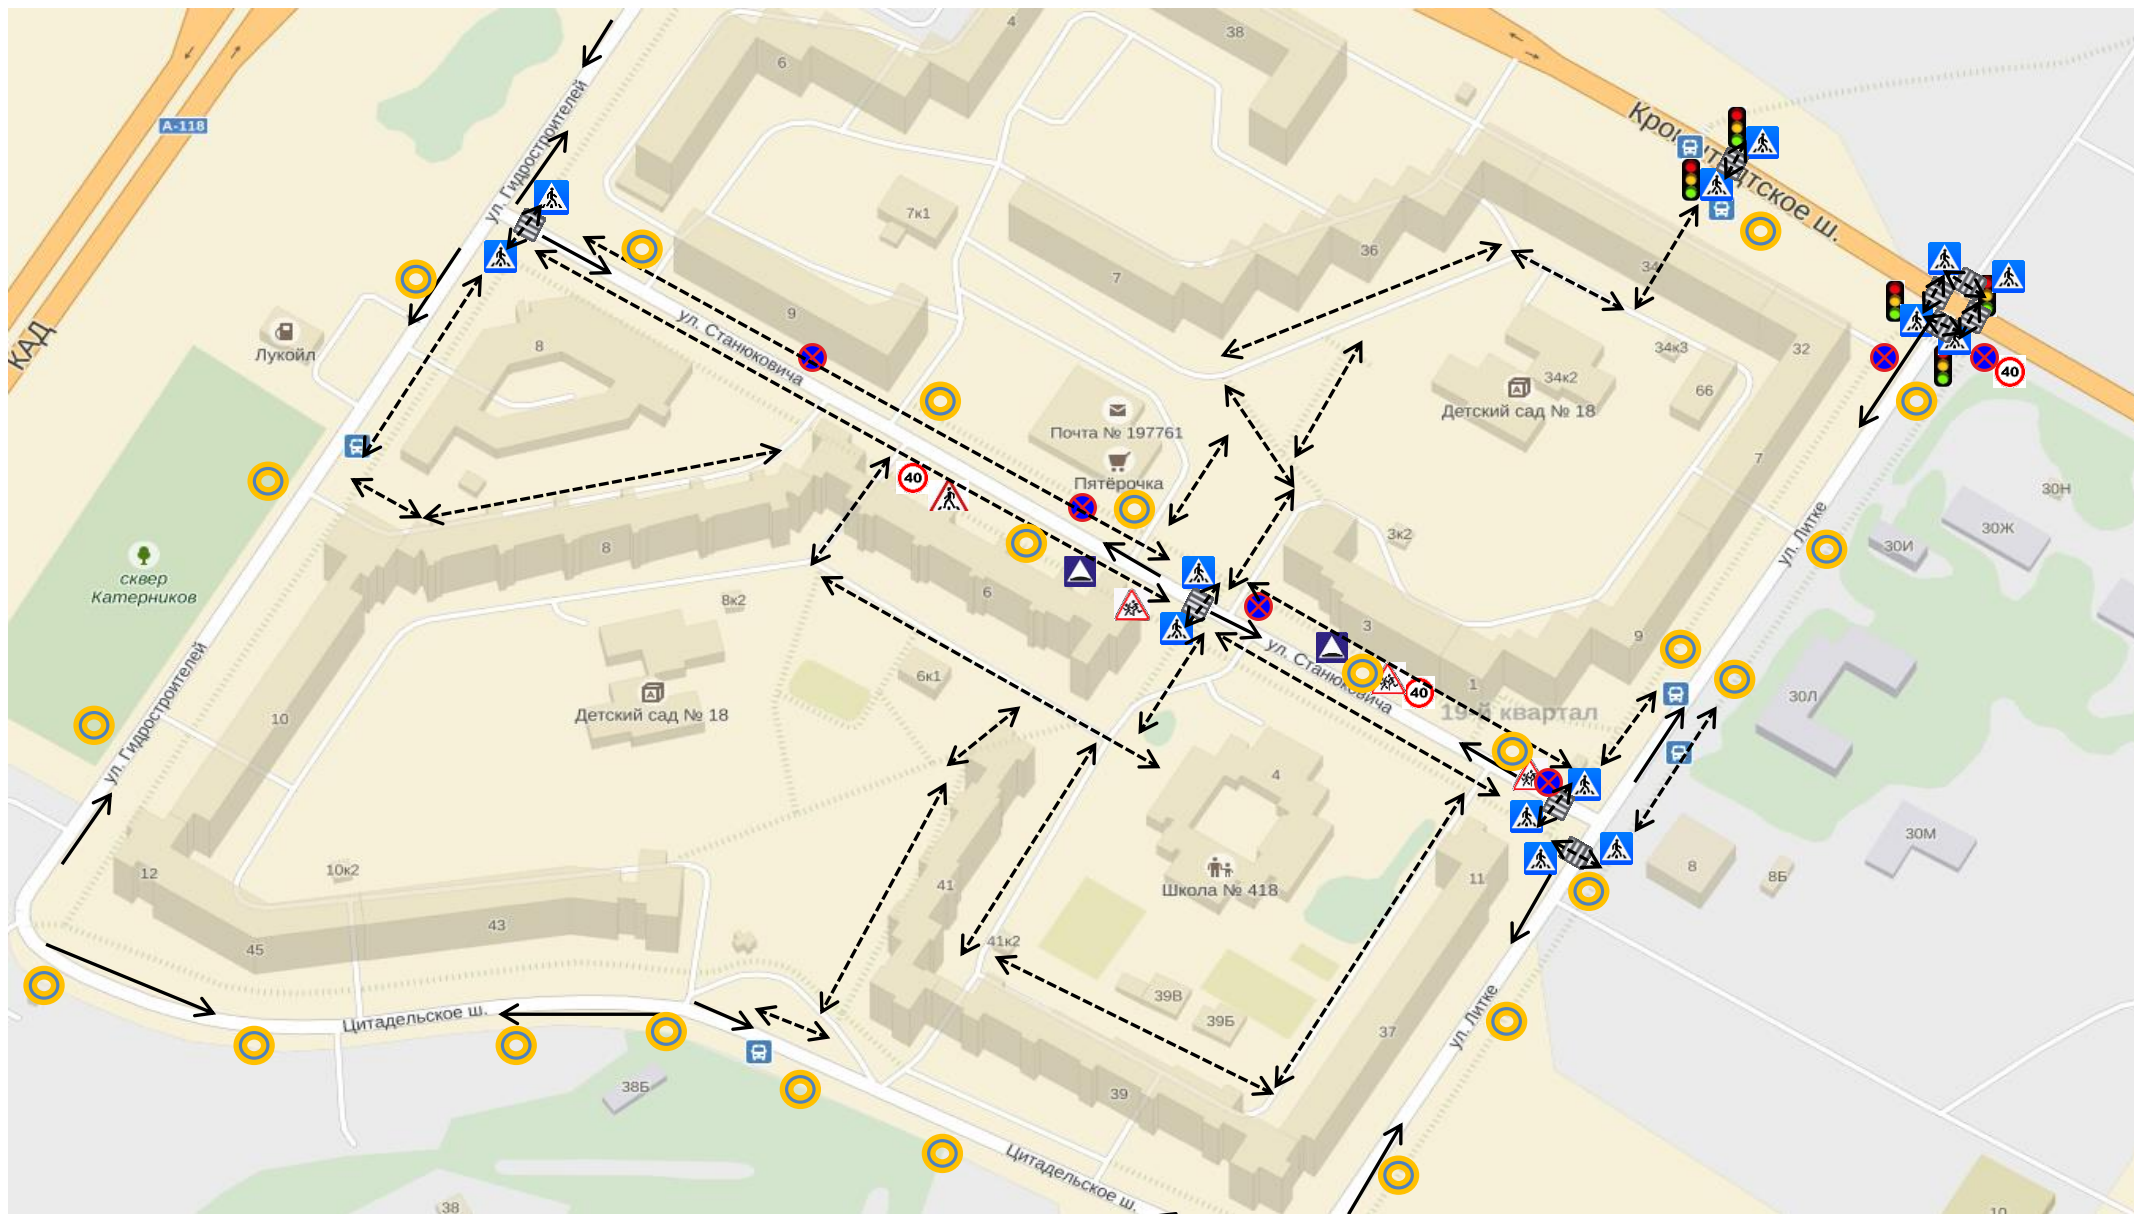 4
38
6
Кронштадтское ш.
А-118
ул. Гидростроителей
7к1
36
34
7
9
ул. Станюковича
КАД
Лукойл
8
34к3
32
40
34к2
66
Детский сад № 18
Почта № 197761
Пятёрочка
7
40
30Н
ул. Литке
30Ж
30И
3к2
8
сквер
Катерников
6
8к2
3
9
ул. Станюковича
6к1
1
40
30Л
Детский сад № 18
19-й квартал
10
ул. Гидростроителей
4
30М
12
10к2
41
Школа № 418
11
8
8Б
43
45
41к2
39В
39Б
37
ул. Литке
Цитадельское ш.
38Б
39
Цитадельское ш.
38
10